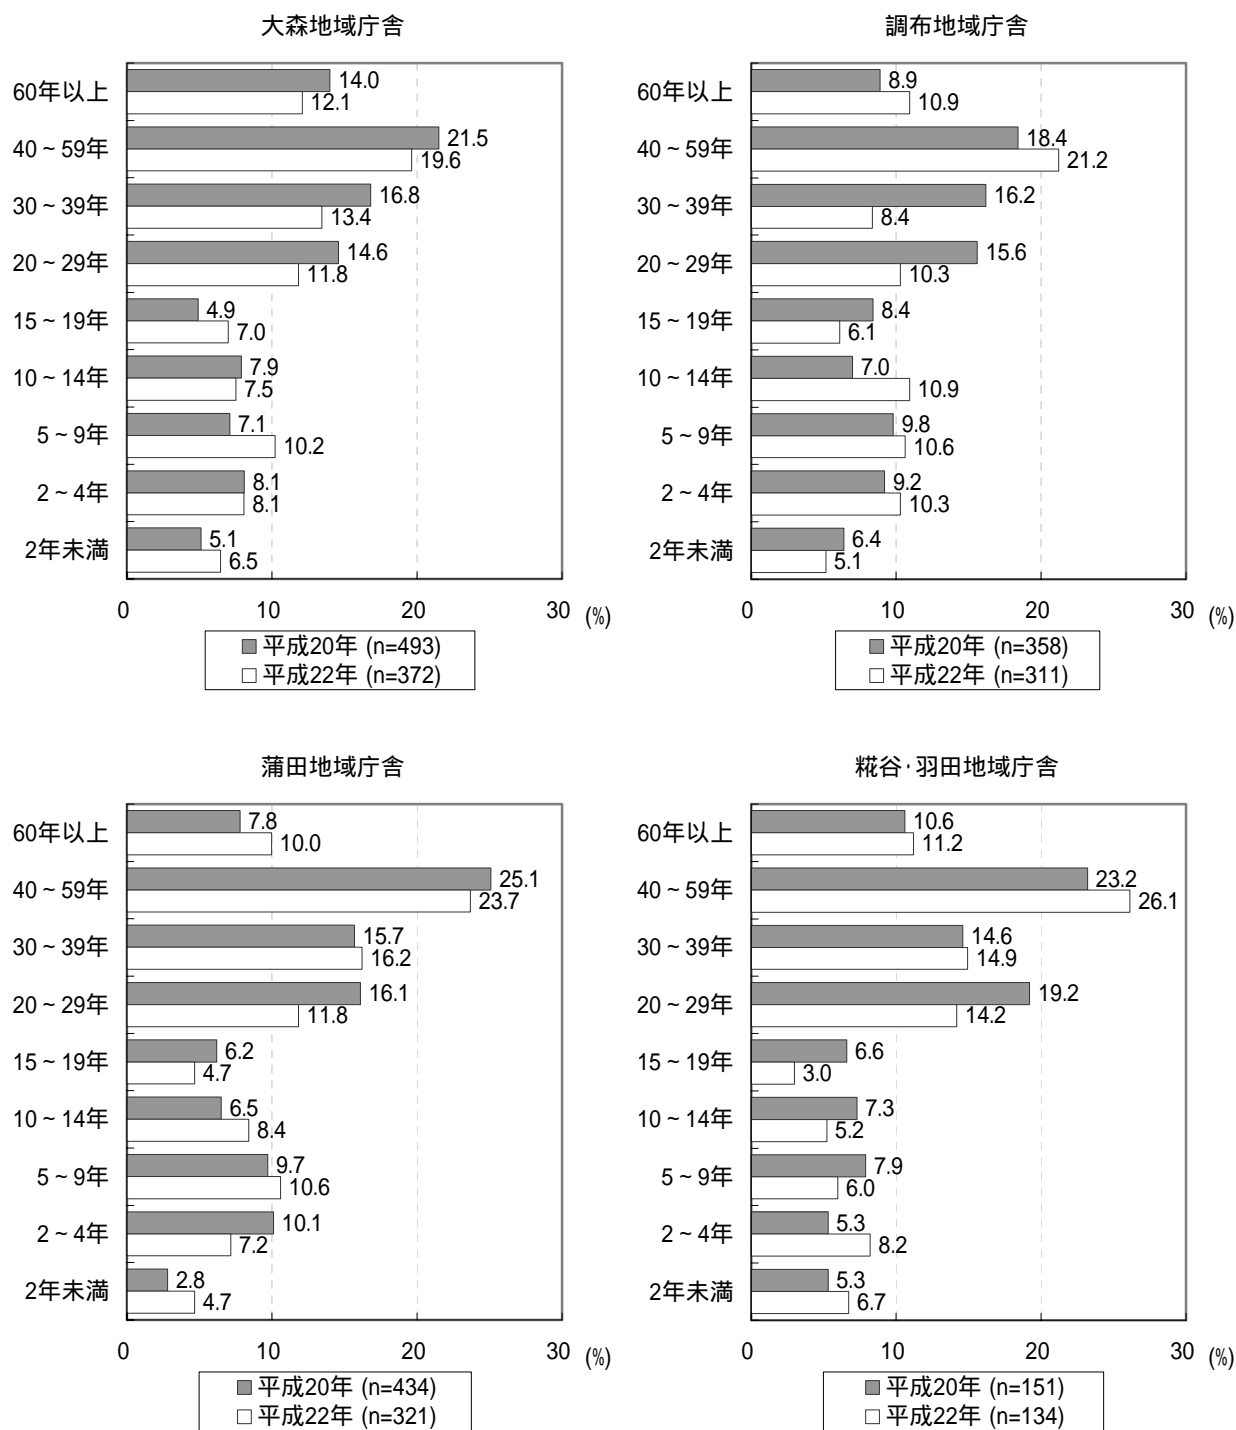 大森地域庁舎
60年以上
14.0
12.1
40～59年
21.5
19.6
30～39年
16.8
13.4
20～29年
14.6
11.8
15～19年
4.9
7.0
10～14年
7.9
7.5
5～9年
7.1
10.2
2～4年
8.1
8.1
2年未満
5.1
6.5
0 10 20 30 (%)
平成20年 (n=493)
平成22年 (n=372)
調布地域庁舎
60年以上
8.9
10.9
40～59年
18.4
21.2
30～39年
16.2
8.4
20～29年
15.6
10.3
15～19年
8.4
6.1
10～14年
7.0
10.9
5～9年
9.8
10.6
2～4年
9.2
10.3
2年未満
6.4
5.1
0 10 20 30 (%)
平成20年 (n=358)
平成22年 (n=311)
蒲田地域庁舎
60年以上
7.8
10.0
40～59年
25.1
23.7
30～39年
15.7
16.2
20～29年
16.1
11.8
15～19年
6.2
4.7
10～14年
6.5
8.4
5～9年
9.7
10.6
2～4年
10.1
7.2
2年未満
2.8
4.7
0 10 20 30 (%)
平成20年 (n=434)
平成22年 (n=321)
糀谷･羽田地域庁舎
60年以上
10.6
11.2
40～59年
23.2
26.1
30～39年
14.6
14.9
20～29年
19.2
14.2
15～19年
6.6
3.0
10～14年
7.3
5.2
5～9年
7.9
6.0
2～4年
5.3
8.2
2年未満
5.3
6.7
0 10 20 30 (%)
平成20年 (n=151)
平成22年 (n=134)